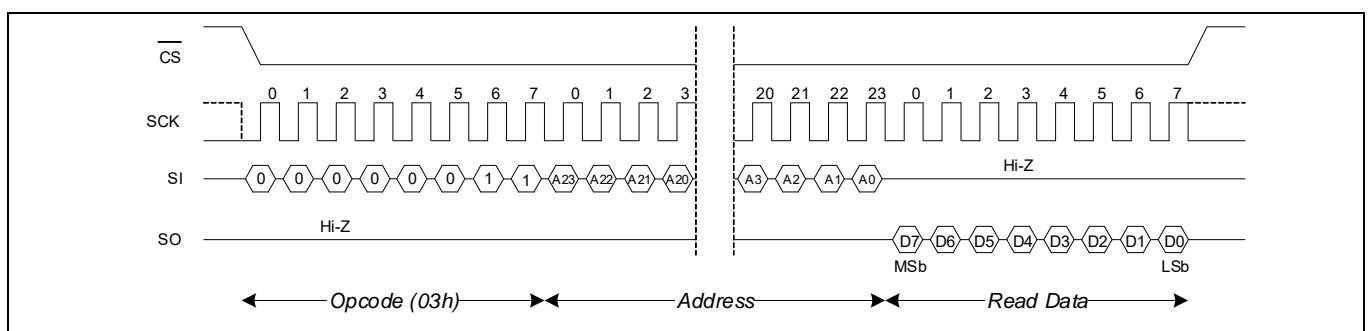 CS
0 1 2 3 4 5 6 7 0 1 2 3 20 21 22 23 0 1 2 3 4 5 6 7
SCK
Hi-Z
SI 0 0 0 0 0 0 1 1 A23 A22 A21 A20 A3 A2 A1 A0
Hi-Z
SO D7 D6 D5 D4 D3 D2 D1 D0
MSb LSb
Opcode (03h) Address Read Data